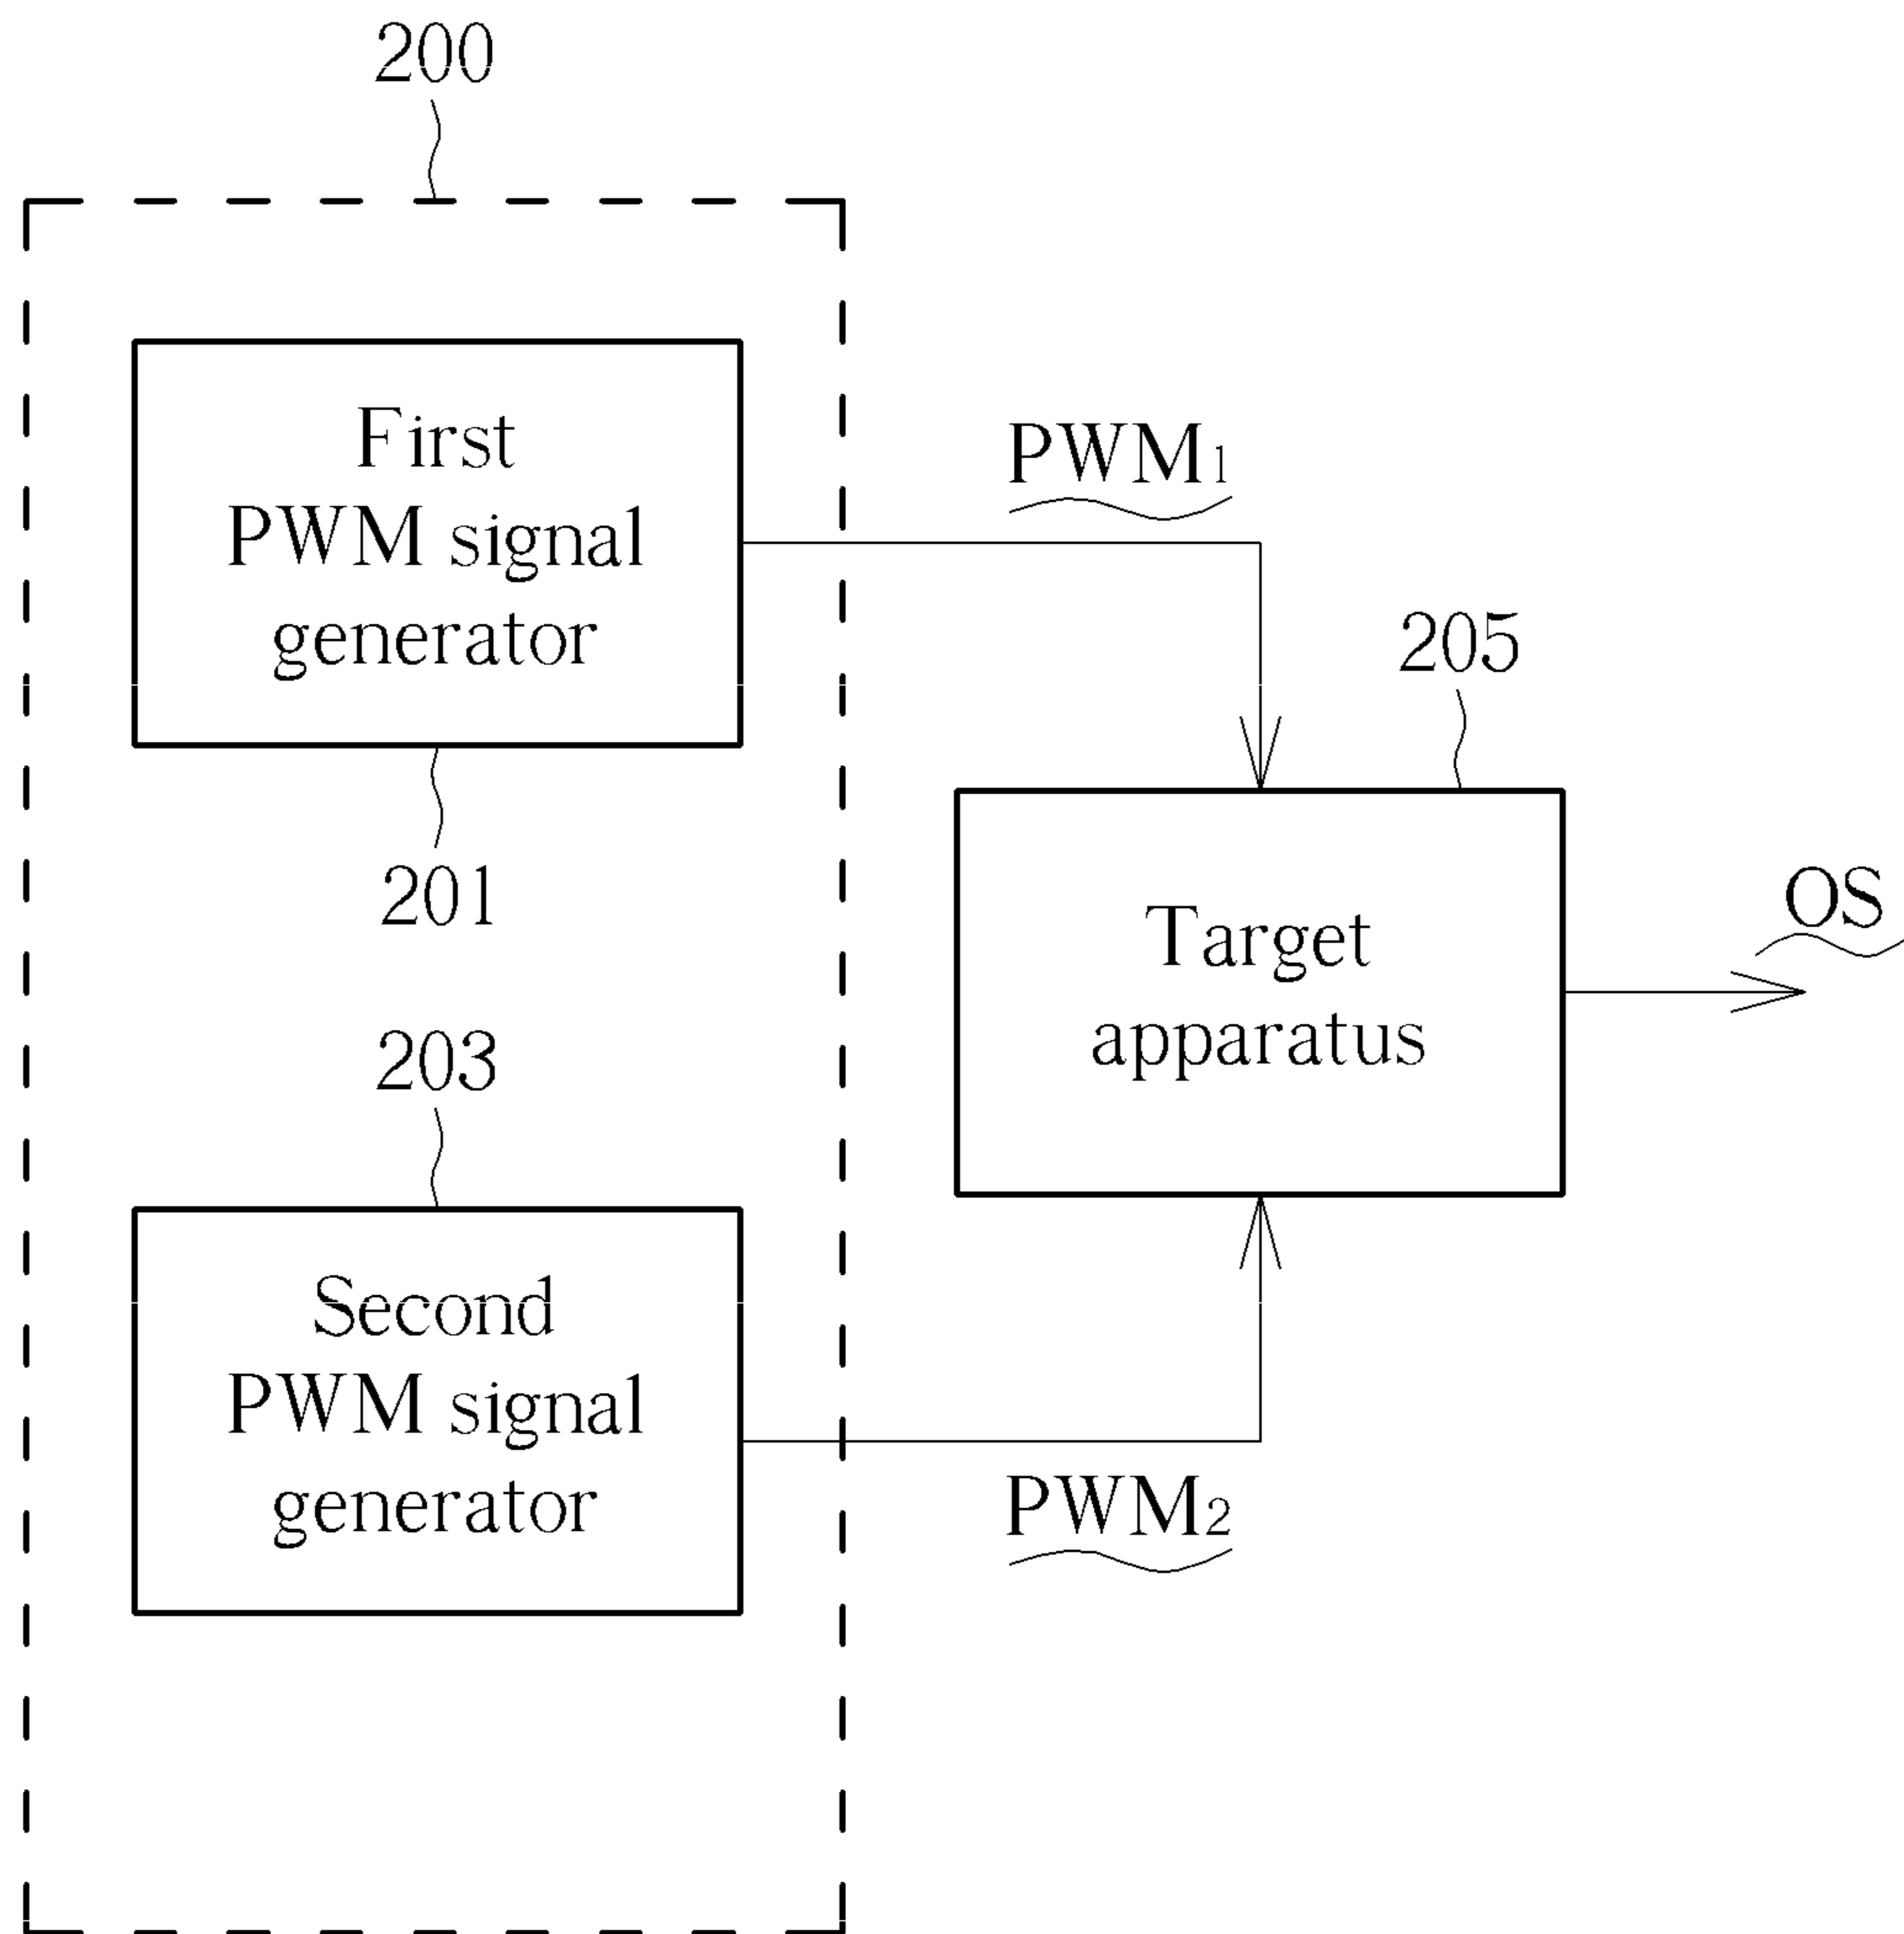 200
First
PWM signal
generator
201
PWM1
205
Target
apparatus
OS
203
Second
PWM signal
generator
PWM2